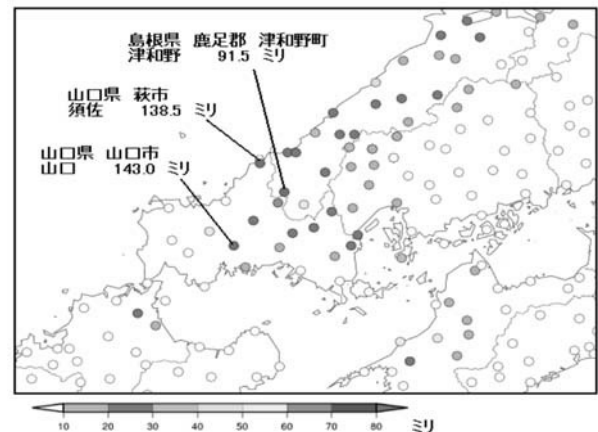 島根県 鹿足郡 津和野町
津和野 91.5 ミリ
山口県 萩市
須佐 138.5 ミリ
山口県 山口市
山口 143.0 ミリ
10 20 30 40 50 60 70 80 ミリ